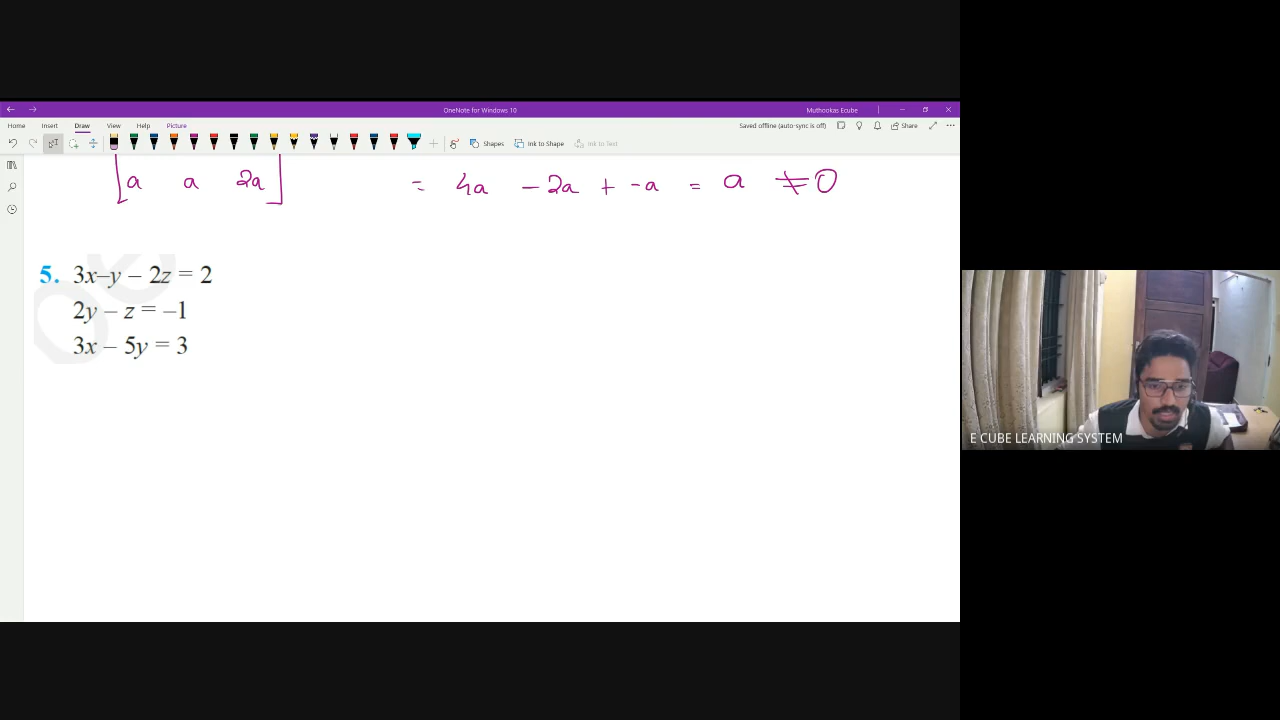 OneNote for Windows 10
Muthookas Ecube
Home Insert Draw View Help Picture
Saved offline (auto-sync is off)
Share
Shapes Ink to Shape Ink to Text
a a 2a
= 4a - 2a + -a = a ≠ 0
5. 3x–y – 2z = 2
2y – z = –1
3x – 5y = 3
E CUBE LEARNING SYSTEM